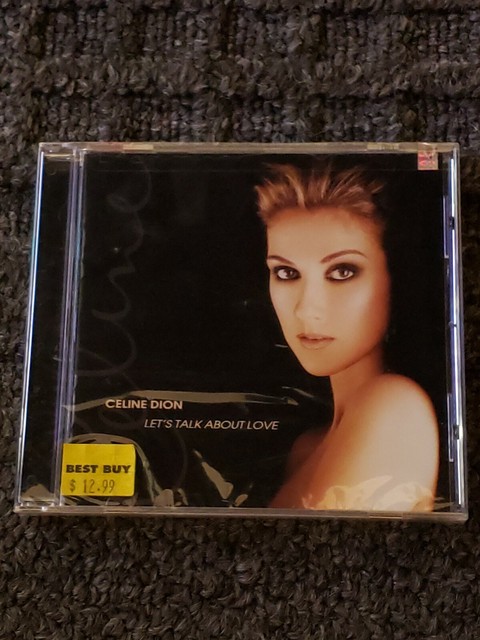 CELINE DION
LET'S TALK ABOUT LOVE
BEST BUY
$ 12.99